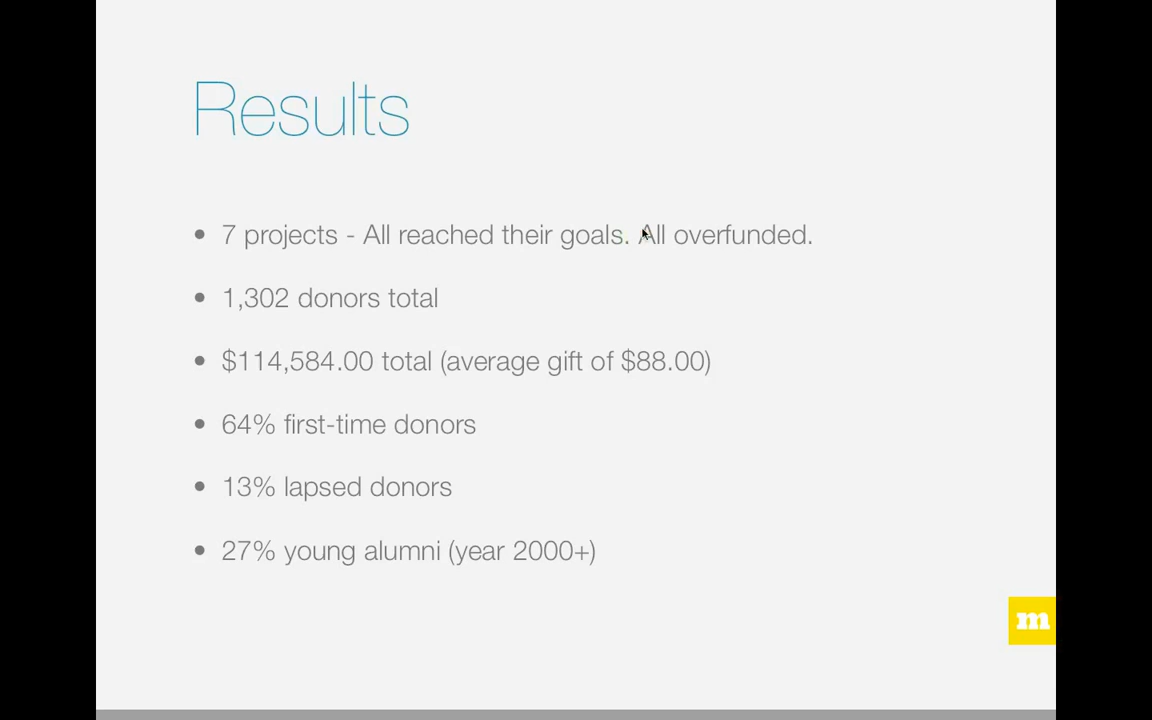 Results
• 7 projects - All reached their goals. All overfunded.
• 1,302 donors total
• $114,584.00 total (average gift of $88.00)
• 64% first-time donors
• 13% lapsed donors
• 27% young alumni (year 2000+)
m